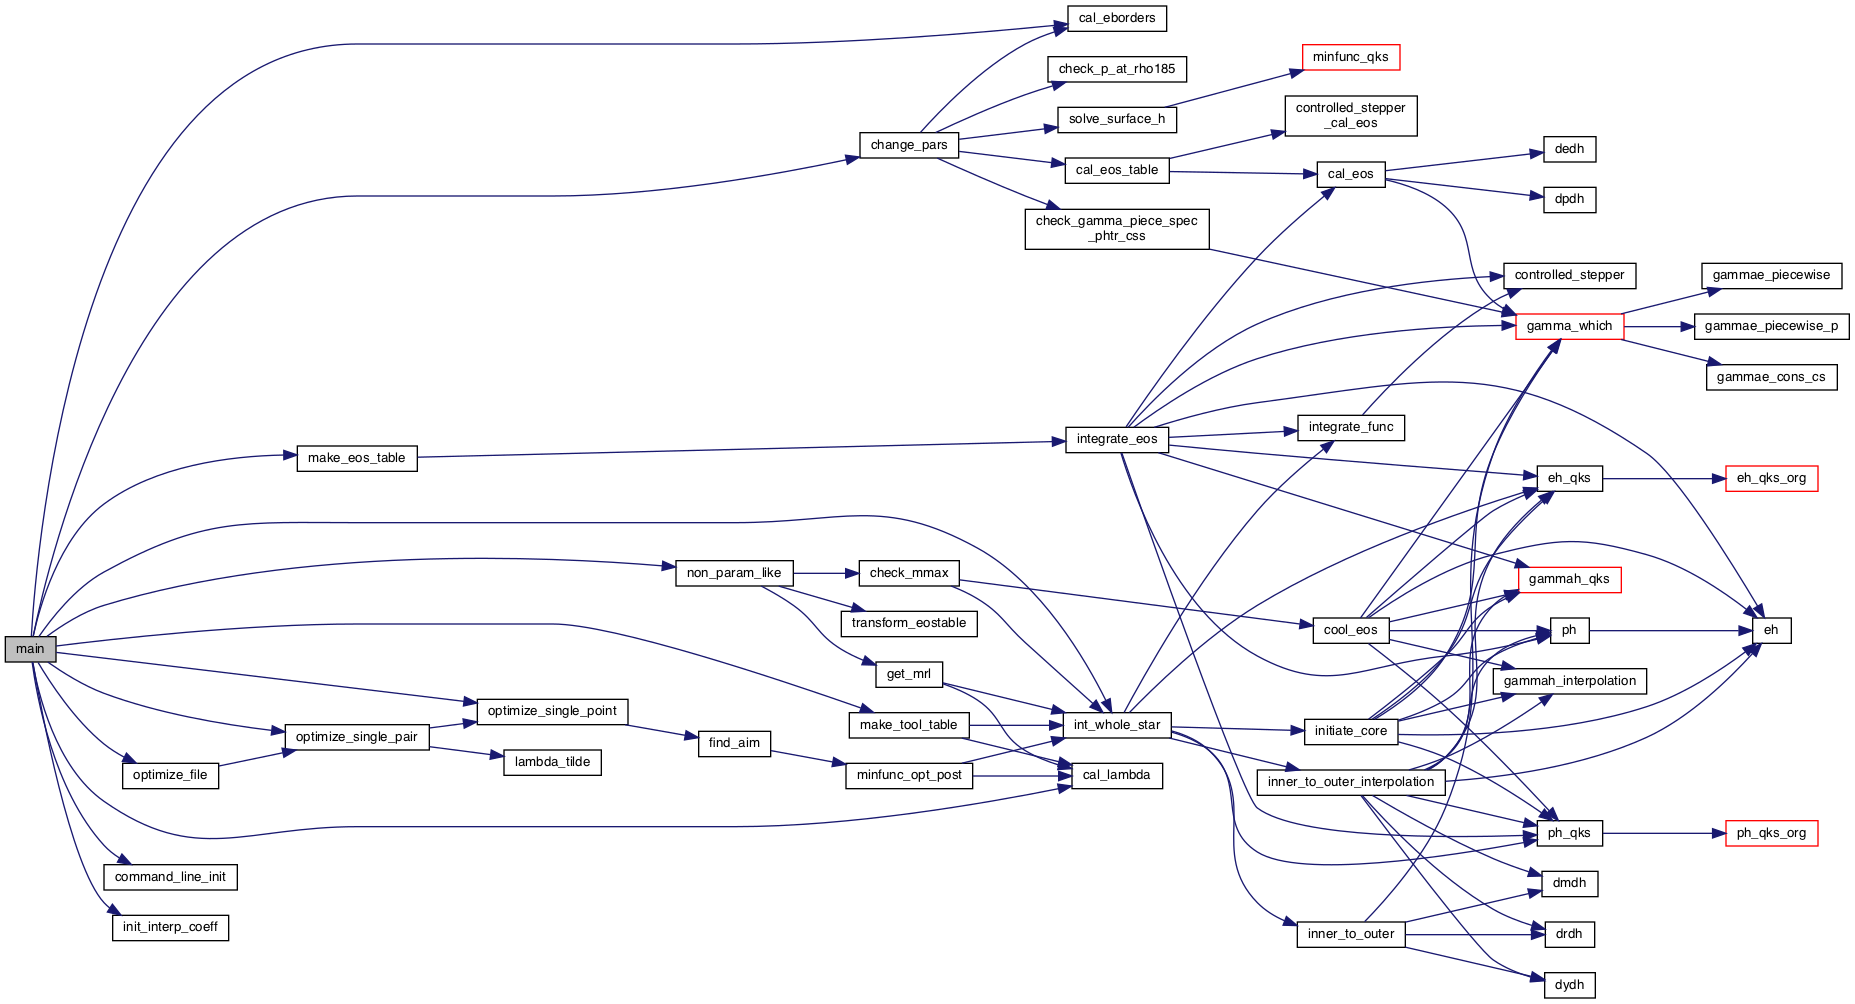 main
cal_eborders
change_pars
check_p_at_rho185
solve_surface_h
cal_eos_table
check_gamma_piece_spec
_phtr_css
minfunc_qks
controlled_stepper
_cal_eos
cal_eos
dedh
dpdh
controlled_stepper
gamma_which
gammae_piecewise
gammae_piecewise_p
gammae_cons_cs
make_eos_table
integrate_eos
integrate_func
eh_qks
eh_qks_org
gammah_qks
non_param_like
check_mmax
transform_eostable
get_mrl
cool_eos
ph
eh
gammah_interpolation
optimize_single_point
optimize_single_pair
optimize_file
lambda_tilde
find_aim
make_tool_table
minfunc_opt_post
int_whole_star
cal_lambda
initiate_core
inner_to_outer_interpolation
ph_qks
ph_qks_org
dmdh
inner_to_outer
drdh
dydh
command_line_init
init_interp_coeff